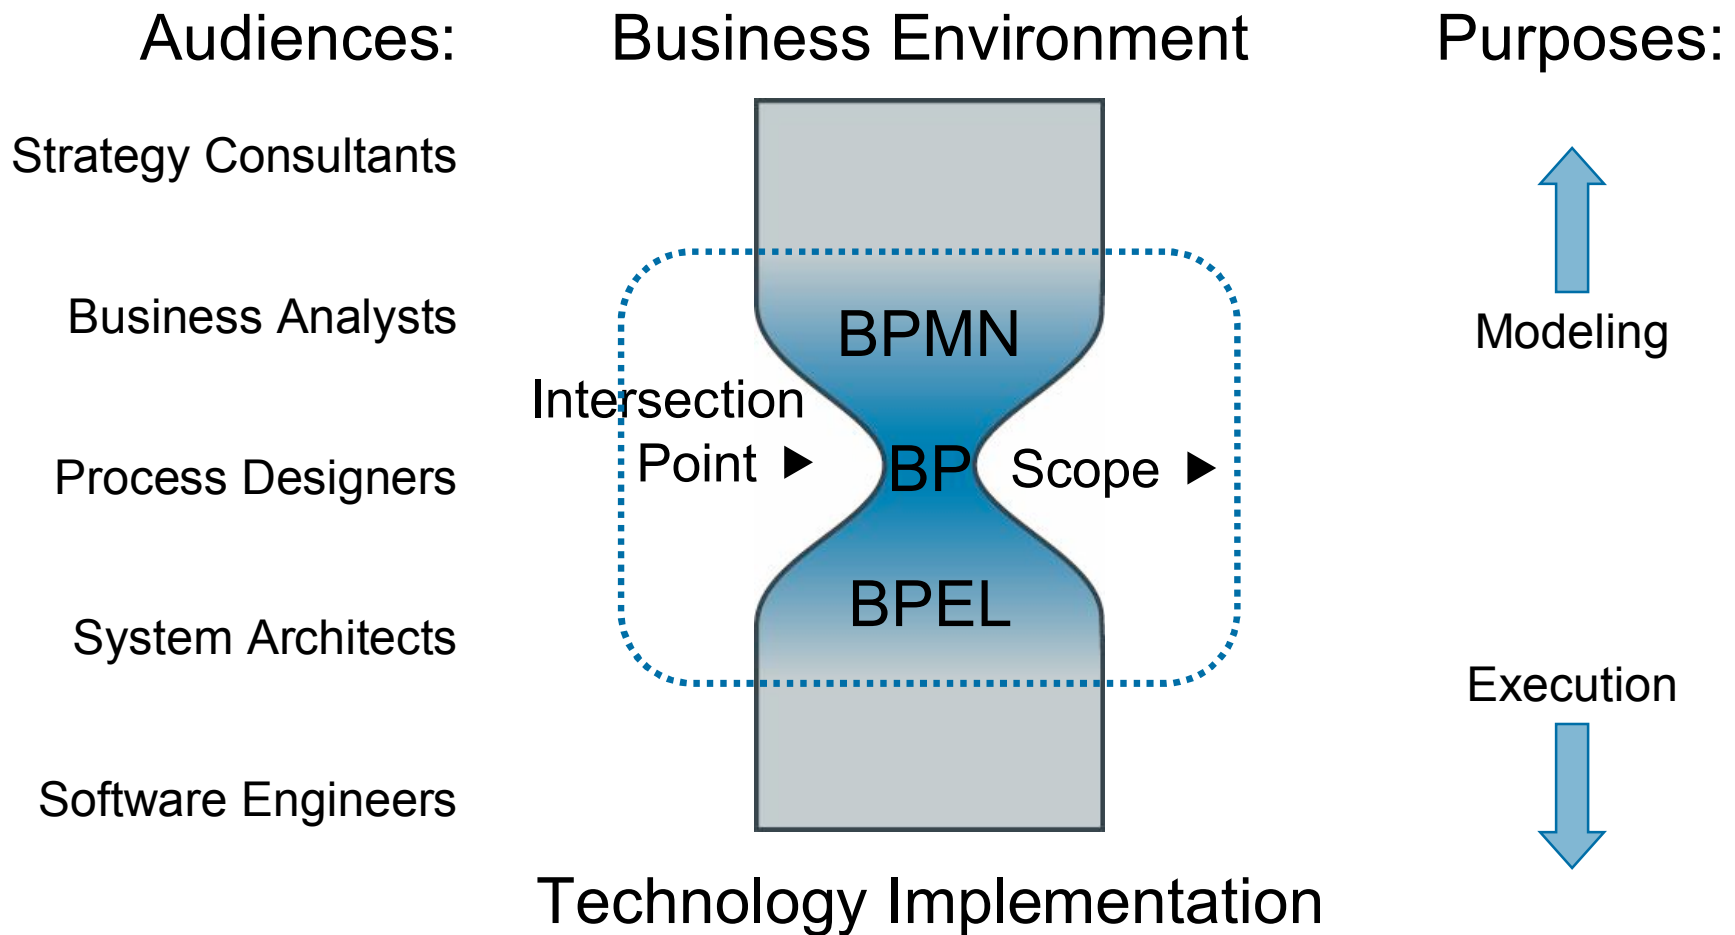 Audiences:
Business Environment
Purposes:
Strategy Consultants
Business Analysts
BPMN
Modeling
Intersection
Point ►
BP
Scope ►
Process Designers
BPEL
System Architects
Execution
Software Engineers
Technology Implementation